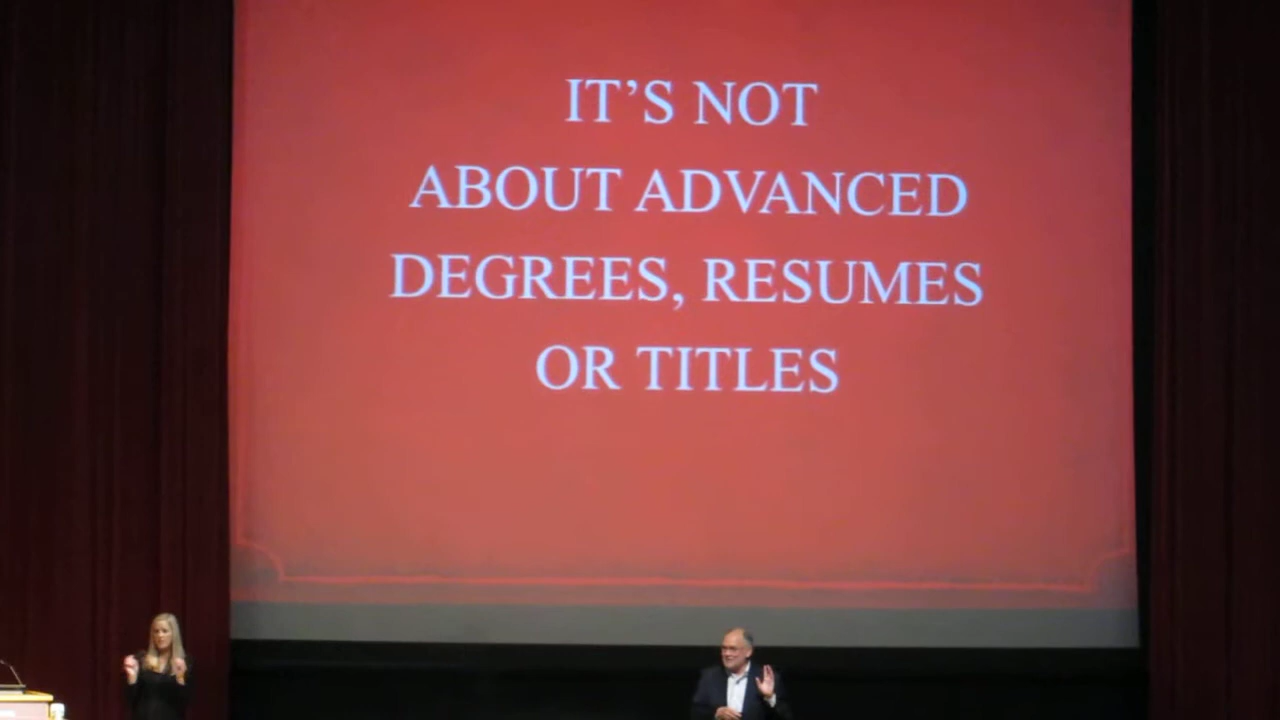 IT’S NOT
ABOUT ADVANCED
DEGREES, RESUMES
OR TITLES